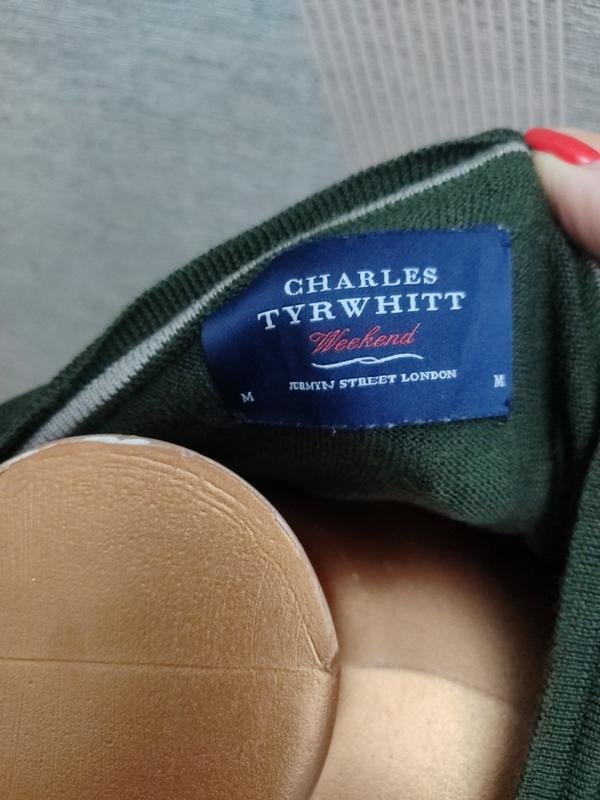 CHARLES
TYRWHITT
Weekend
JERMYN STREET LONDON
M M